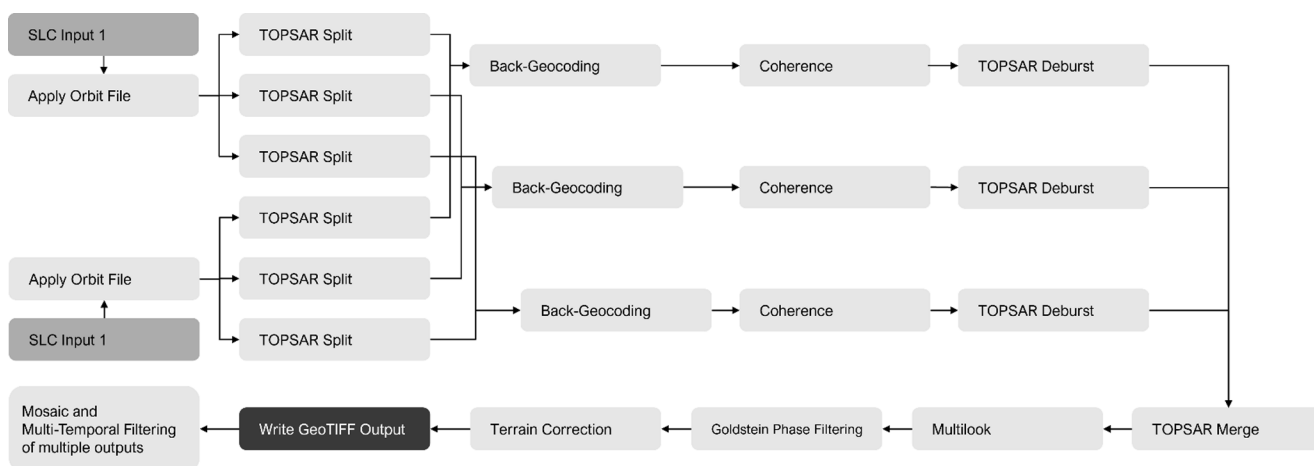 SLC Input 1
TOPSAR Split
Back-Geocoding
Coherence
TOPSAR Deburst
Apply Orbit File
TOPSAR Split
TOPSAR Split
Back-Geocoding
Coherence
TOPSAR Deburst
TOPSAR Split
Apply Orbit File
TOPSAR Split
Back-Geocoding
Coherence
TOPSAR Deburst
SLC Input 1
TOPSAR Split
Mosaic and
Multi-Temporal Filtering
of multiple outputs
Write GeoTIFF Output
Terrain Correction
Goldstein Phase Filtering
Multilook
TOPSAR Merge